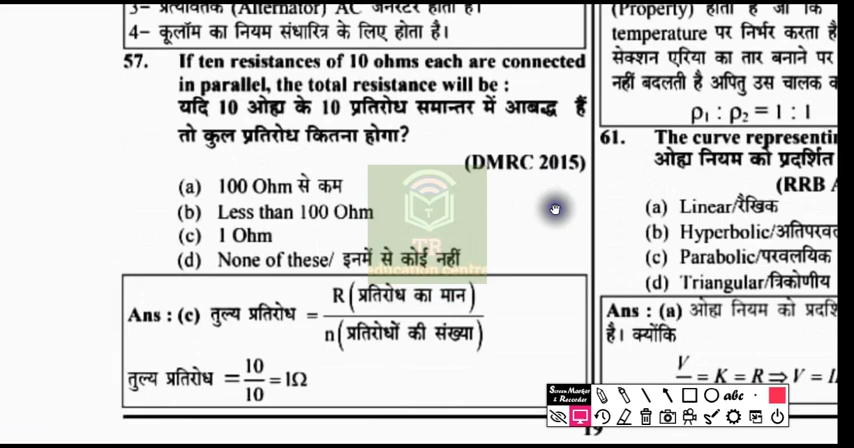 3– प्रत्यावर्तक (Alternator) AC जनरेटर होता है।
4– कूलॉम का नियम संधारित्र के लिए होता है।
57. If ten resistances of 10 ohms each are connected
in parallel, the total resistance will be :
यदि 10 ओह्म के 10 प्रतिरोध समान्तर में आबद्ध हैं
तो कुल प्रतिरोध कितना होगा?
(DMRC 2015)
(a) 100 Ohm से कम
(b) Less than 100 Ohm
(c) 1 Ohm
(d) None of these/ इनमें से कोई नहीं
T
TR
education centre
Ans : (c) तुल्य प्रतिरोध = R(प्रतिरोध का मान) / n(प्रतिरोधों की संख्या)
तुल्य प्रतिरोध = 10/10 = 1Ω
(Property) होता है जो कि
temperature पर निर्भर करता है
सेक्शन एरिया का तार बनाने पर
नहीं बदलती है अपितु उस चालक
ρ₁ : ρ₂ = 1 : 1
61. The curve
ओह्म नियम को प्रदर्शित
(RRB
(a) Linear/रैखिक
(b) Hyperbolic/
(c) Parabolic/परवलयिक
(d) Triangular/त्रिकोणीय
Ans : (a) ओह्म नियम को
है। क्योंकि
V = K = R ⇒ V =
Screen Marker
& Recorder
abc
19